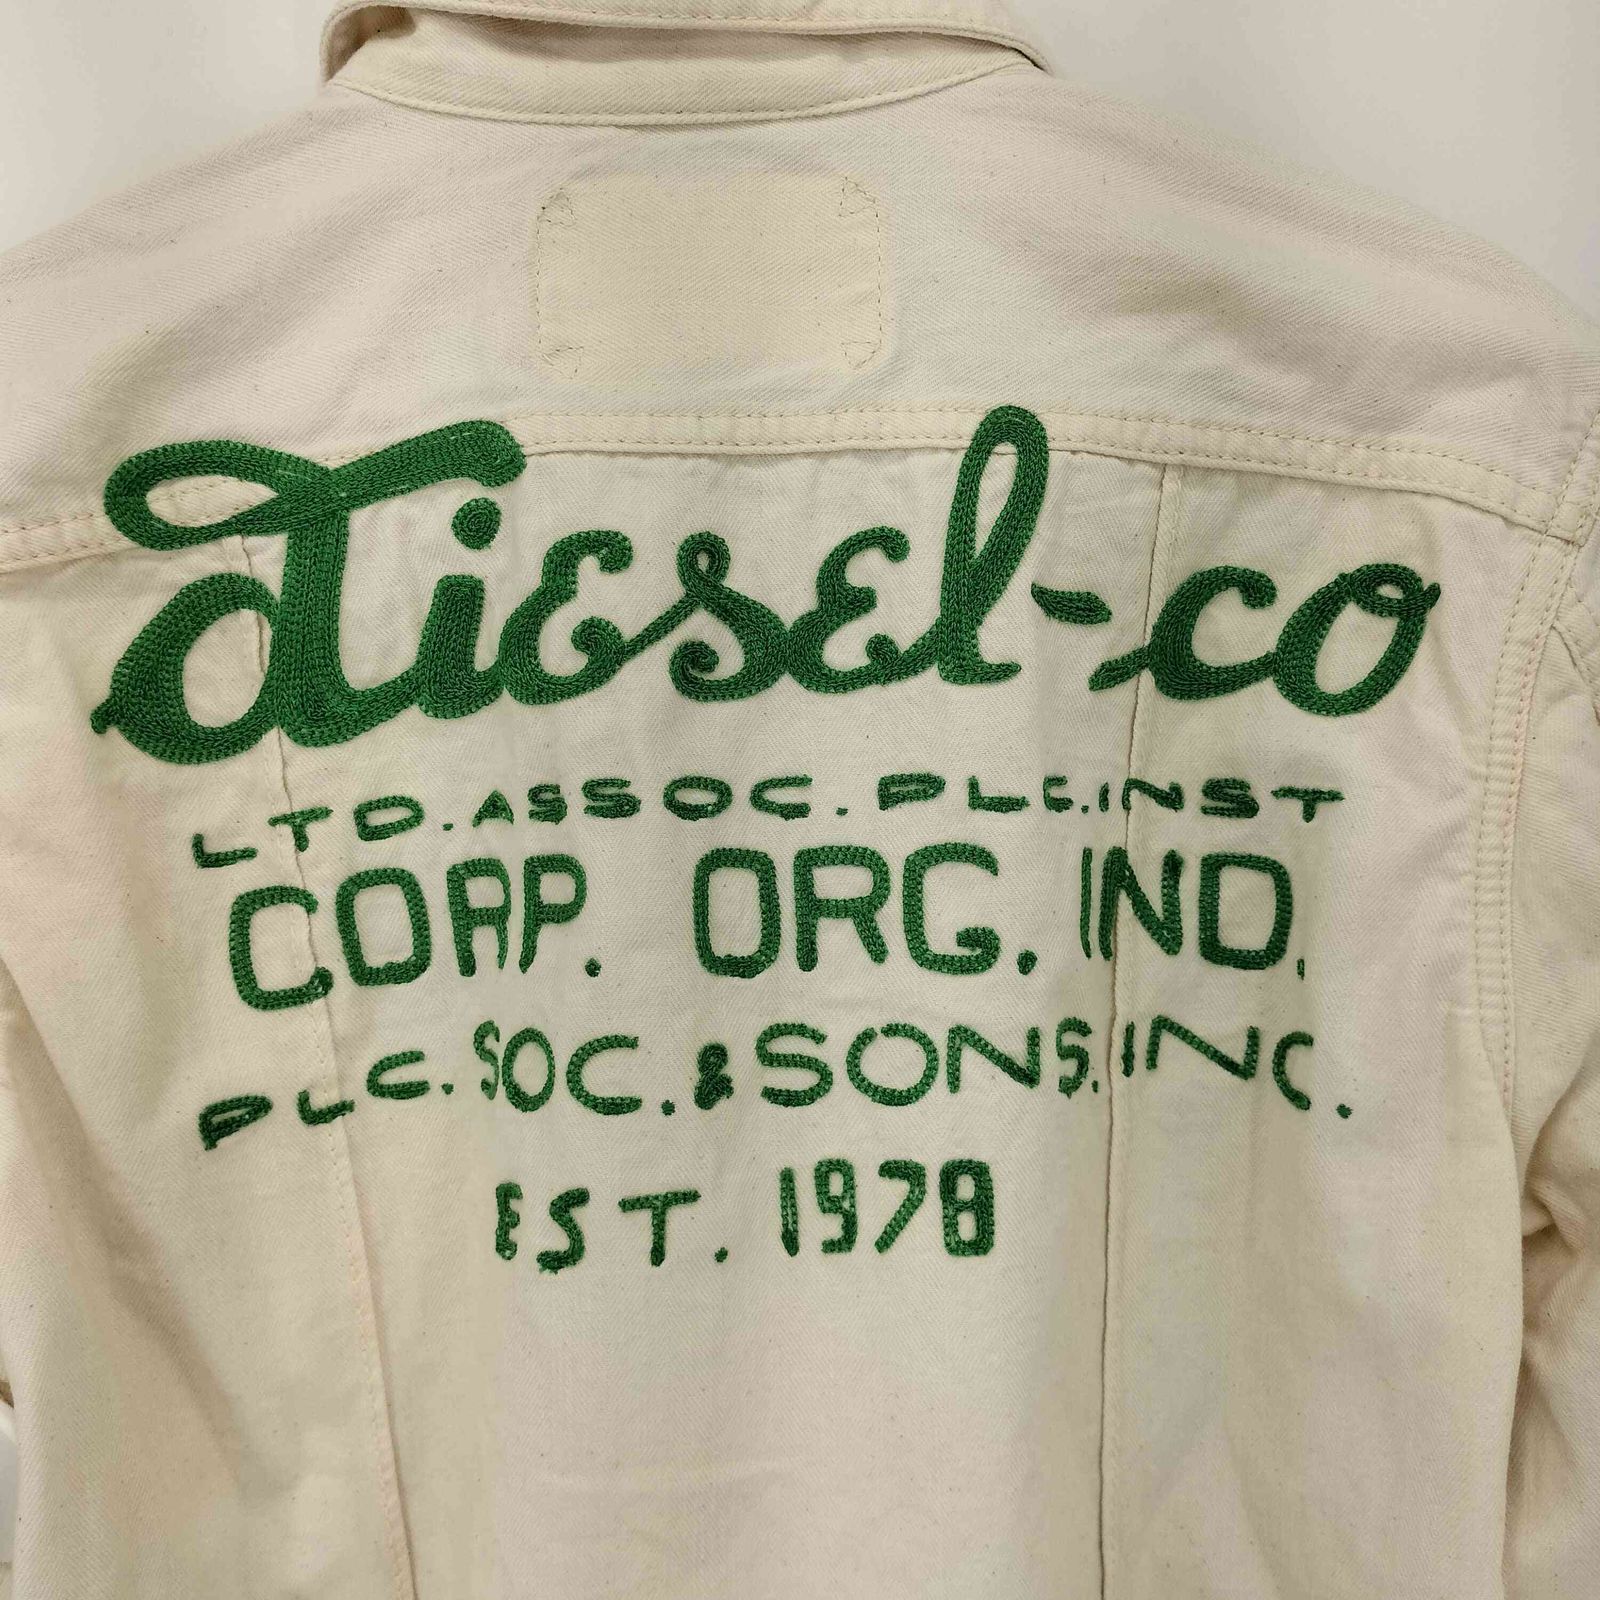 diesel-co
LTD. ASSOC. PLC. INST
CORP. ORG. IND.
PLC. SOC. & SONS. INC.
EST. 1978